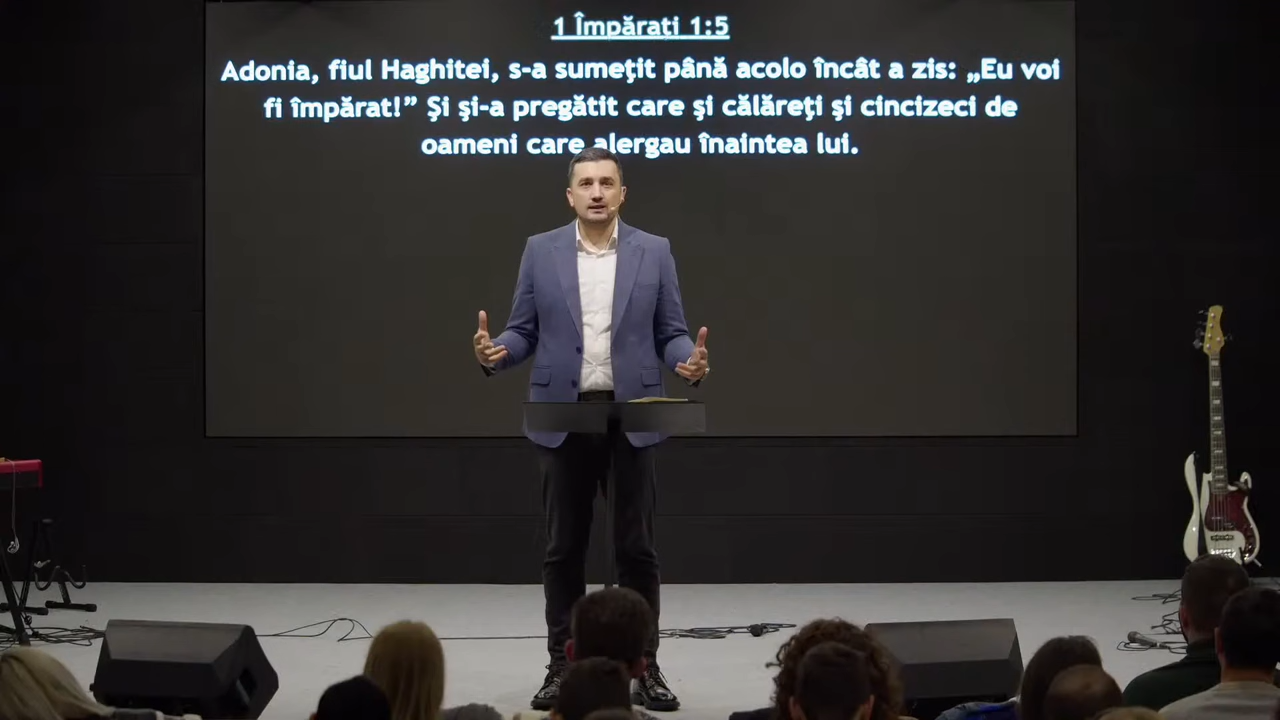 1 Împăraţi 1:5
Adonia, fiul Haghitei, s-a sumeţit până acolo încât a zis: „Eu voi
fi împărat!” Şi şi-a pregătit care şi călăreţi şi cincizeci de
oameni care alergau înaintea lui.